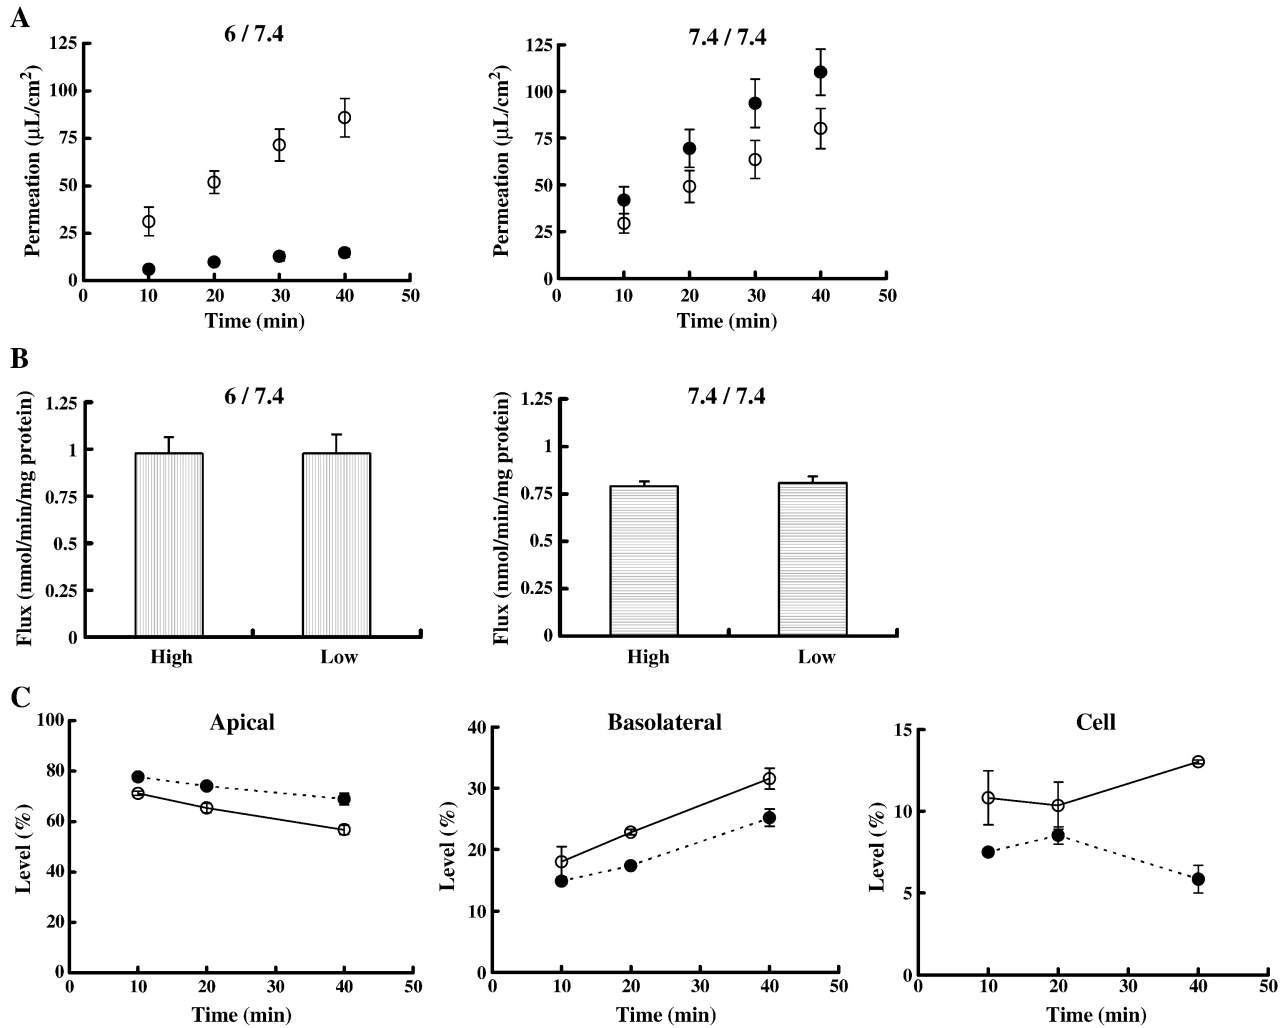 A
6 / 7.4
7.4 / 7.4
Permeation (μL/cm2)
125
100
75
50
25
0
0 10 20 30 40 50
Time (min)
Permeation (μL/cm2)
125
100
75
50
25
0
0 10 20 30 40 50
Time (min)
B
6 / 7.4
7.4 / 7.4
Flux (nmol/min/mg protein)
1.25
1
0.75
0.5
0.25
0
High Low
Flux (nmol/min/mg protein)
1.25
1
0.75
0.5
0.25
0
High Low
C
Apical
Level (%)
100
80
60
40
20
0
0 10 20 30 40 50
Time (min)
Basolateral
Level (%)
40
30
20
10
0
0 10 20 30 40 50
Time (min)
Cell
Level (%)
15
10
5
0
0 10 20 30 40 50
Time (min)